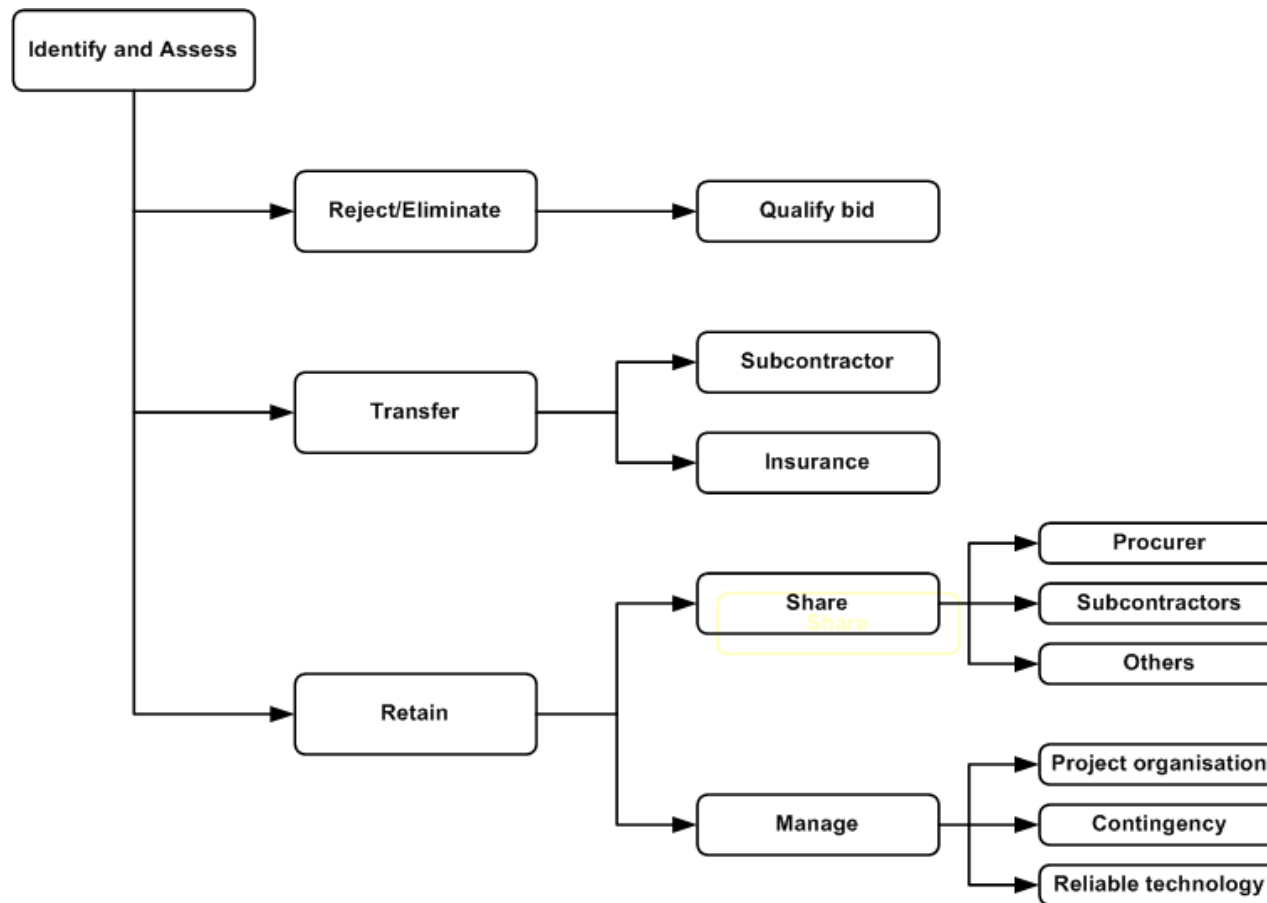 Identify and Assess
Reject/Eliminate
Qualify bid
Transfer
Subcontractor
Insurance
Retain
Share
Share
Procurer
Subcontractors
Others
Manage
Project organisation
Contingency
Reliable technology